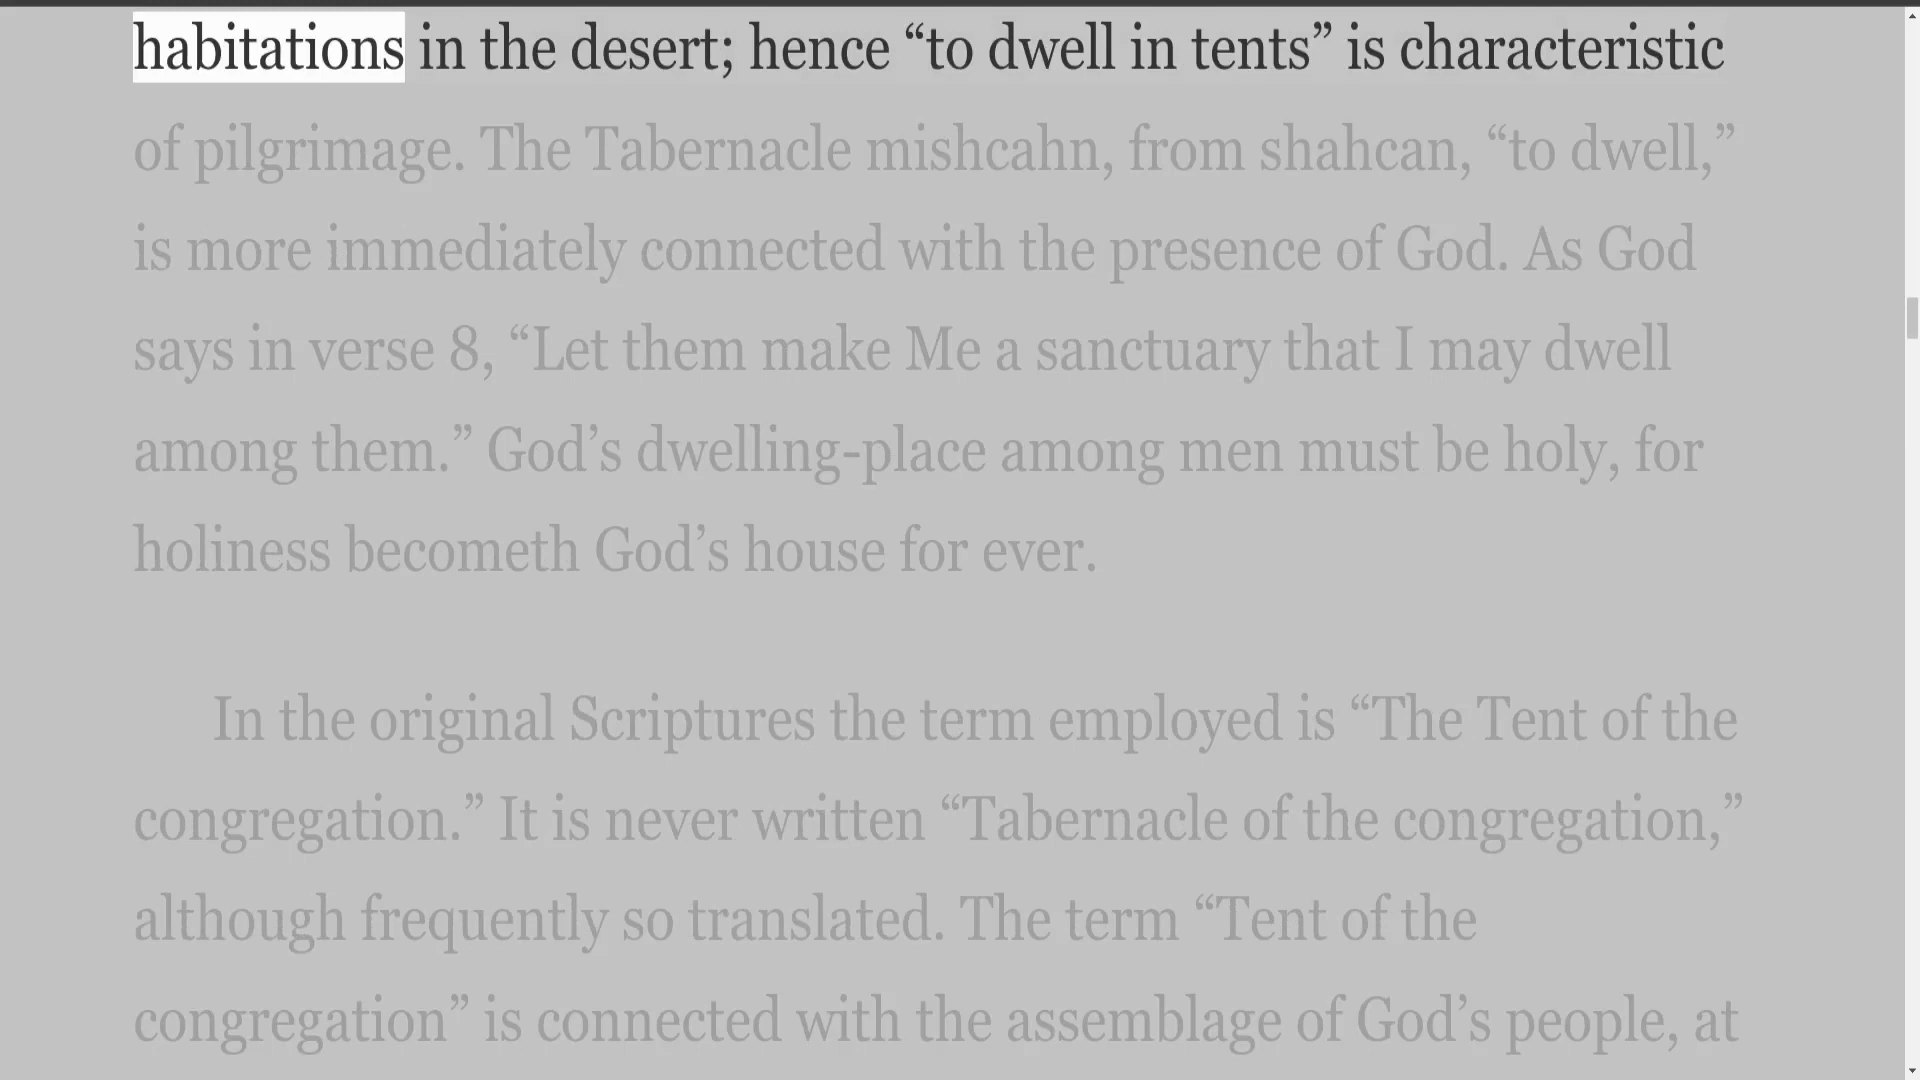 habitations in the desert; hence “to dwell in tents” is characteristic
of pilgrimage. The Tabernacle mishcahn, from shahcan, “to dwell,”
is more immediately connected with the presence of God. As God
says in verse 8, “Let them make Me a sanctuary that I may dwell
among them.” God’s dwelling-place among men must be holy, for
holiness becometh God’s house for ever.
In the original Scriptures the term employed is “The Tent of the
congregation.” It is never written “Tabernacle of the congregation,”
although frequently so translated. The term “Tent of the
congregation” is connected with the assemblage of God’s people, at